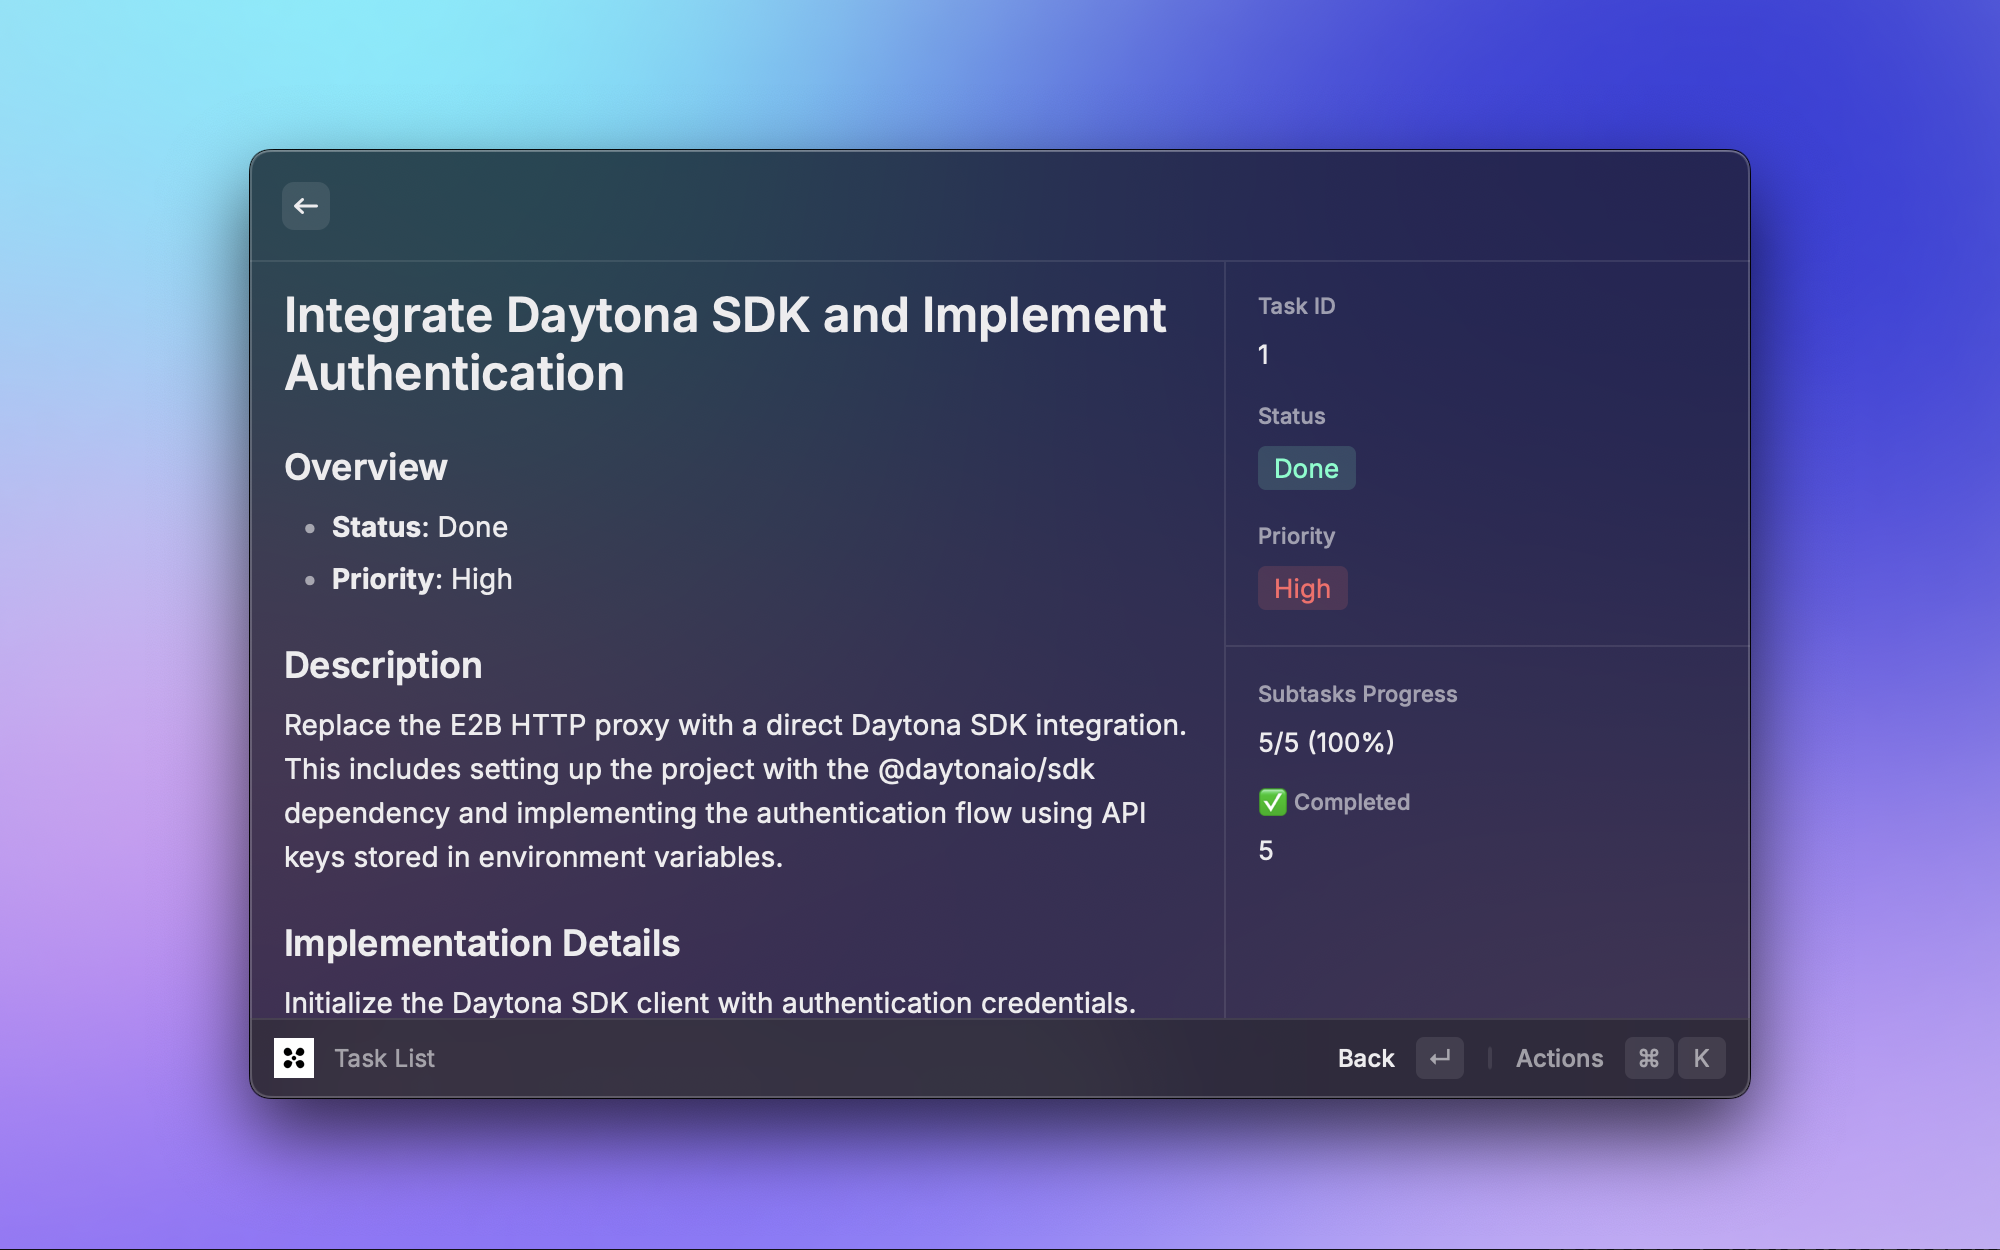 Integrate Daytona SDK and Implement
Authentication
Overview
Status: Done
Priority: High
Description
Replace the E2B HTTP proxy with a direct Daytona SDK integration.
This includes setting up the project with the @daytonaio/sdk
dependency and implementing the authentication flow using API
keys stored in environment variables.
Implementation Details
Initialize the Daytona SDK client with authentication credentials.
Task ID
1
Status
Done
Priority
High
Subtasks Progress
5/5 (100%)
✅ Completed
5
Task List
Back ↵ | Actions ⌘ K